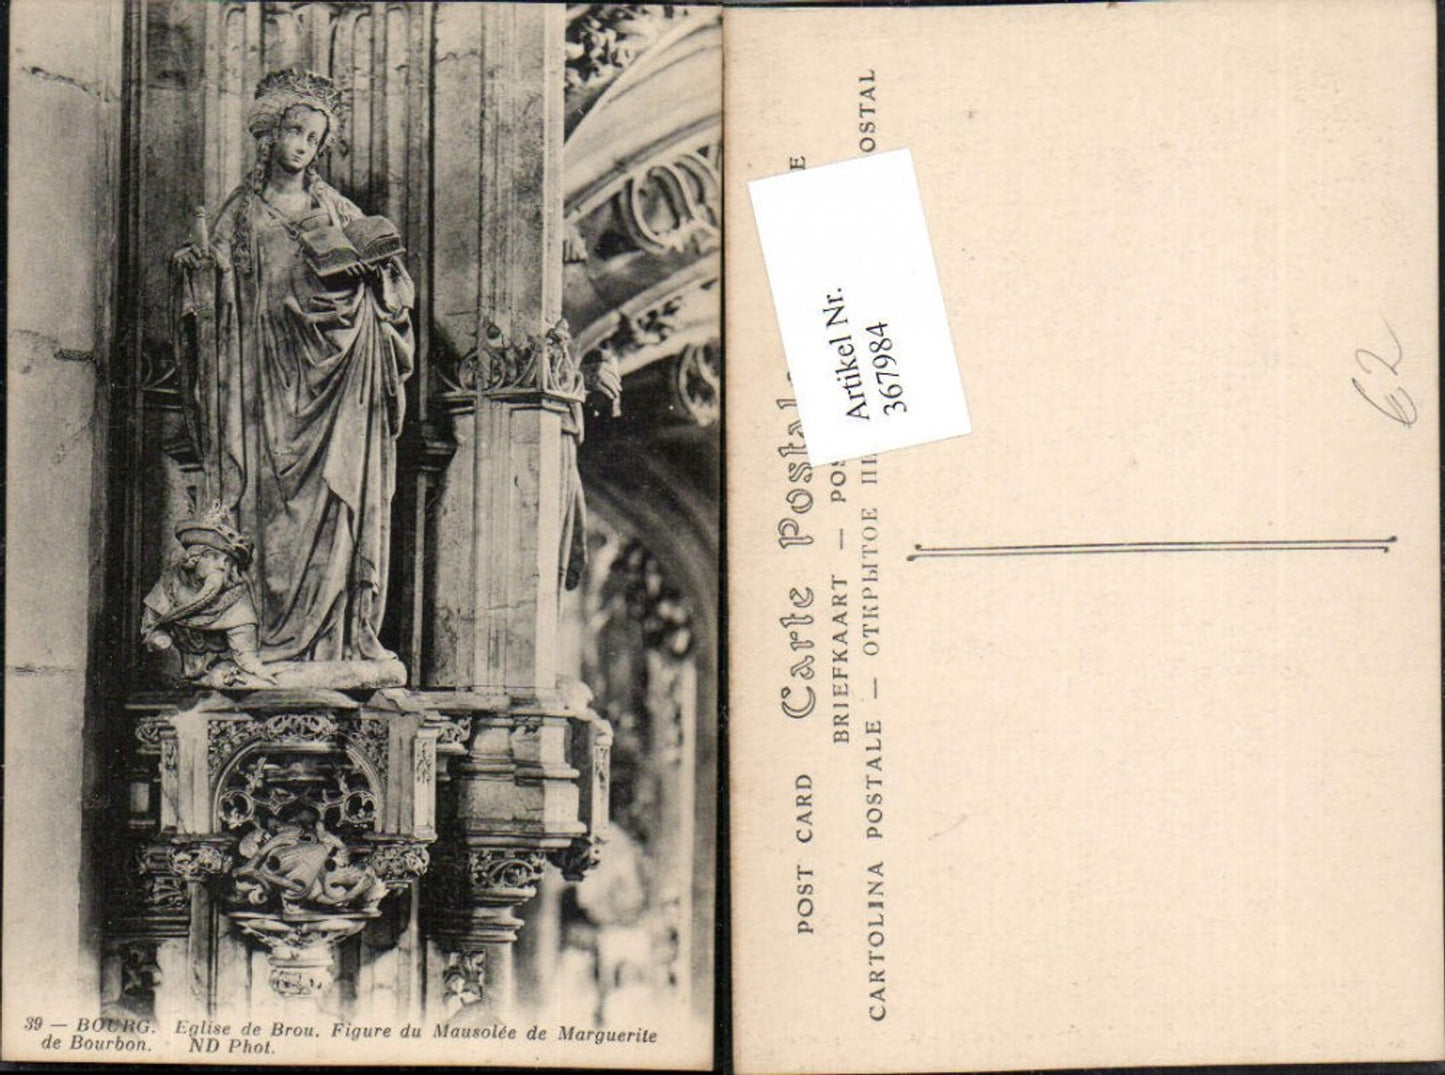 39 — BOURG. Eglise de Brou. Figure du Mausolée de Marguerite
de Bourbon. ND Phot.
POST CARD Carte Postale E
BRIEFKAART — POS
CARTOLINA POSTALE — ОТКРЫТОЕ OSTAL
Artikel Nr.
367984
€2